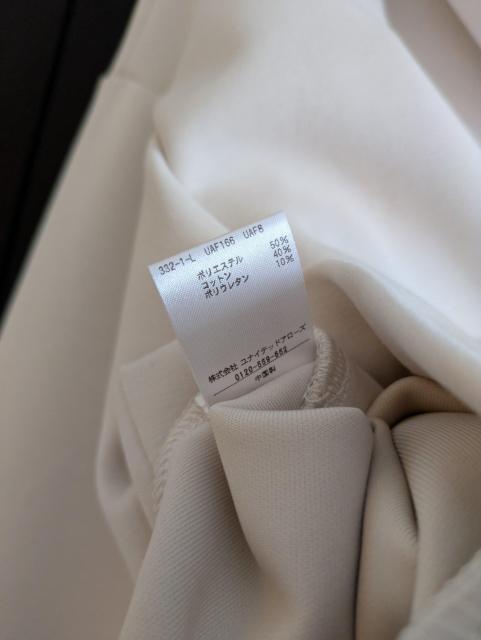 332-1-L UAF166 UAF8
ポリエステル 50%
コットン 40%
ポリウレタン 10%
株式会社 ユナイテッドアローズ
0120-559-652
中国製